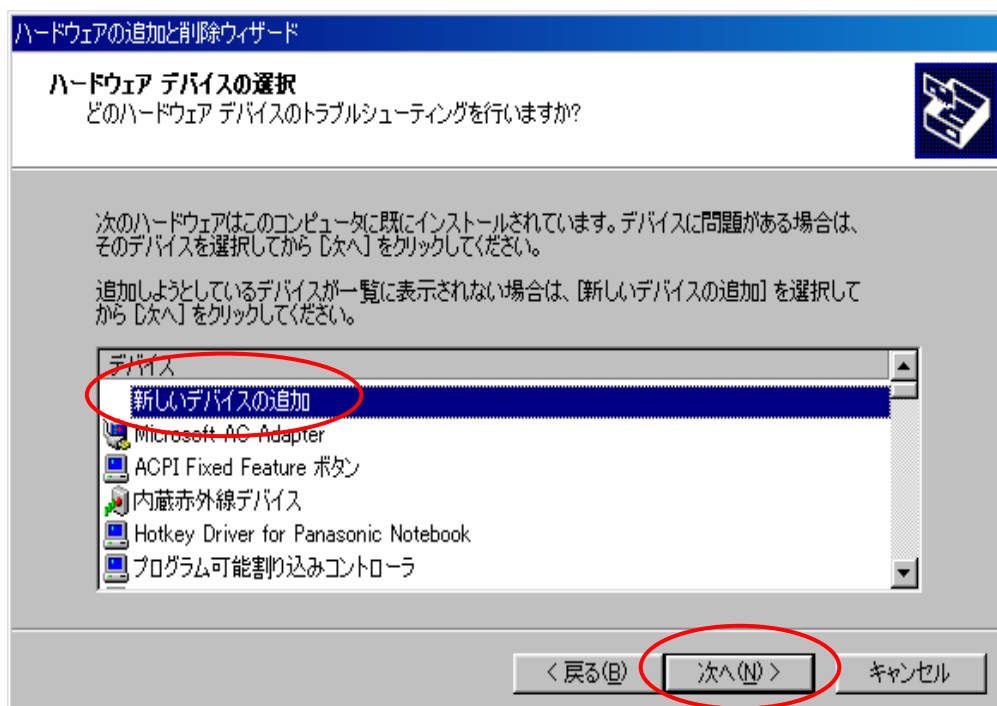 ハードウェアの追加と削除ウィザード
ハードウェア デバイスの選択
どのハードウェア デバイスのトラブルシューティングを行いますか?
次のハードウェアはこのコンピュータに既にインストールされています。デバイスに問題がある場合は、
そのデバイスを選択してから [次へ] をクリックしてください。
追加しようとしているデバイスが一覧に表示されない場合は、[新しいデバイスの追加] を選択して
から [次へ] をクリックしてください。
デバイス
新しいデバイスの追加
Microsoft AC Adapter
ACPI Fixed Feature ボタン
内蔵赤外線デバイス
Hotkey Driver for Panasonic Notebook
プログラム可能割り込みコントローラ
< 戻る(B) 次へ(N) > キャンセル